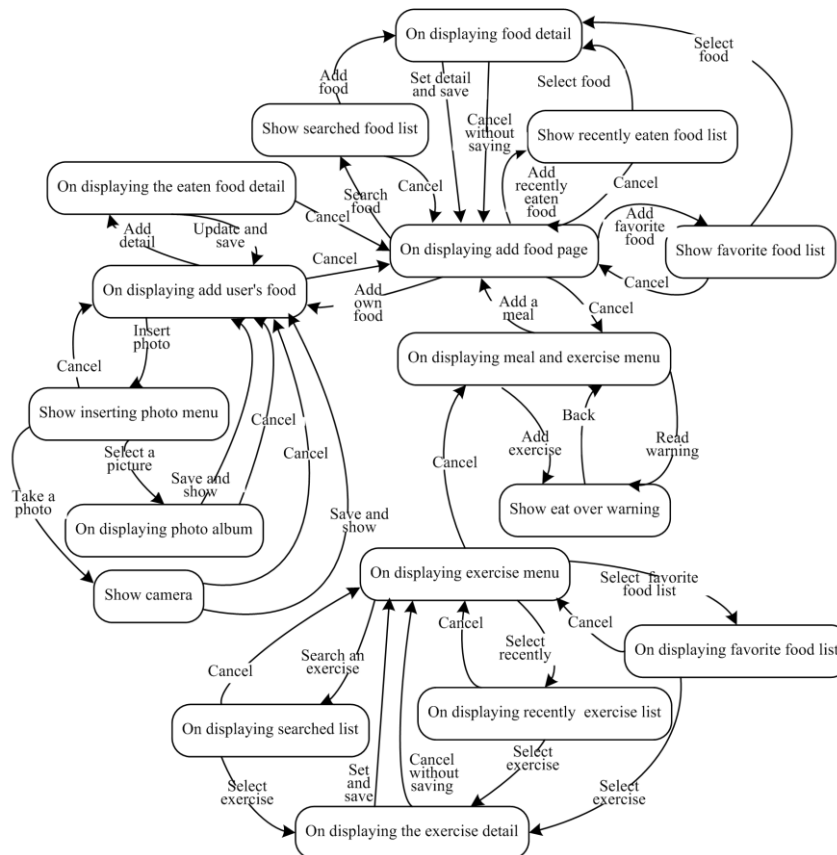 On displaying food detail
Select
food
Add
food
Set detail
and save
Select food
Cancel
without
saving
Show searched food list
Show recently eaten food list
On displaying the eaten food detail
Search
food
Cancel
Add
recently
eaten
food
Cancel
Cancel
Add
detail
Update and
save
Add
favorite
food
On displaying add food page
Show favorite food list
Cancel
Cancel
On displaying add user's food
Add
own
food
Add a
meal
Cancel
Insert
photo
On displaying meal and exercise menu
Cancel
Show inserting photo menu
Cancel
Back
Select a
picture
Cancel
Add
exercise
Read
warning
Cancel
Take a
photo
Save and
show
Show eat over warning
On displaying photo album
Save and
show
Show camera
On displaying exercise menu
Select favorite
food list
Cancel
Cancel
On displaying favorite food list
Cancel
Search an
exercise
Select
recently
On displaying searched list
On displaying recently exercise list
Select
exercise
Set
and
save
Cancel
without
saving
Select
exercise
Select
exercise
On displaying the exercise detail